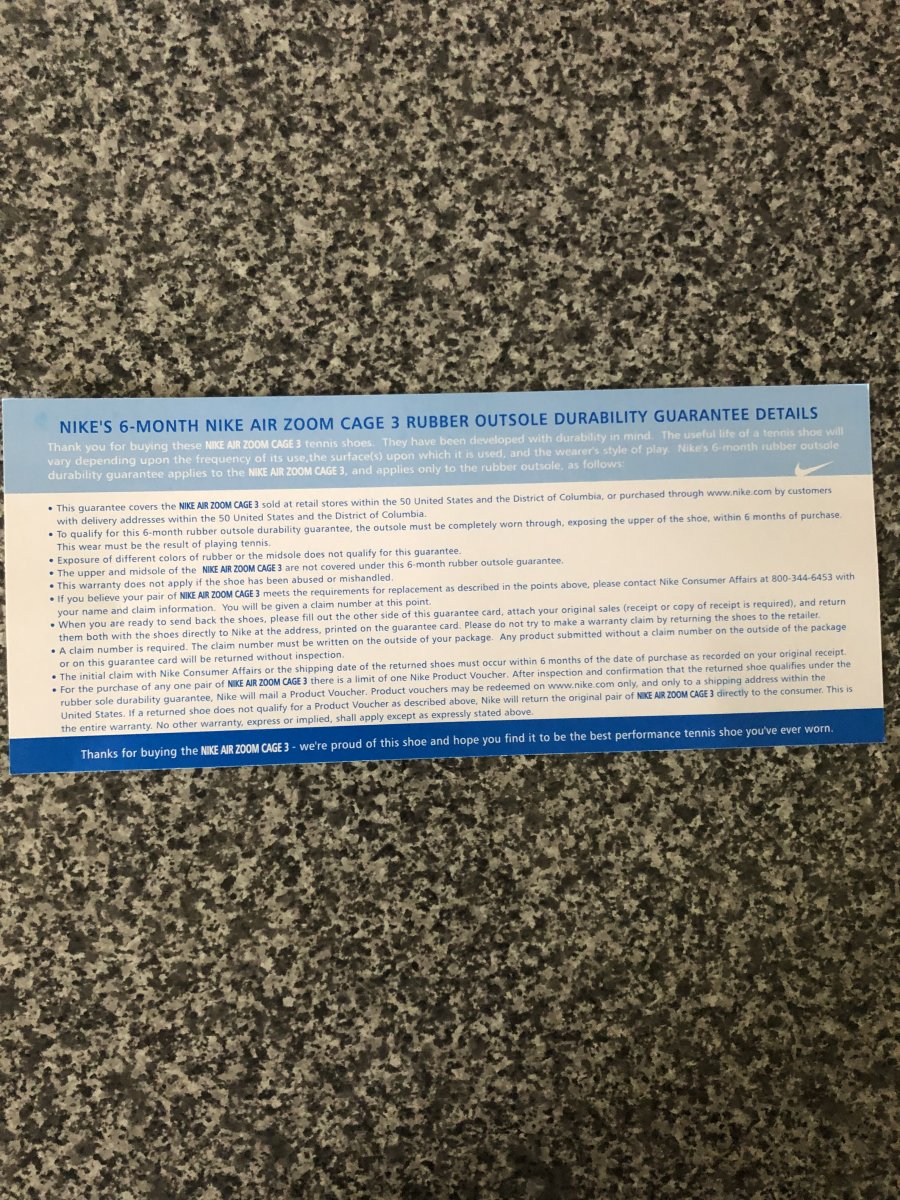 NIKE'S 6-MONTH NIKE AIR ZOOM CAGE 3 RUBBER OUTSOLE DURABILITY GUARANTEE DETAILS
Thank you for buying these NIKE AIR ZOOM CAGE 3 tennis shoes. They have been developed with durability in mind. The useful life of a tennis shoe will
vary depending upon the frequency of its use,the surface(s) upon which it is used, and the wearer's style of play. Nike's 6-month rubber outsole
durability guarantee applies to the NIKE AIR ZOOM CAGE 3, and applies only to the rubber outsole, as follows:
• This guarantee covers the NIKE AIR ZOOM CAGE 3 sold at retail stores within the 50 United States and the District of Columbia, or purchased through www.nike.com by customers
with delivery addresses within the 50 United States and the District of Columbia.
• To qualify for this 6-month rubber outsole durability guarantee, the outsole must be completely worn through, exposing the upper of the shoe, within 6 months of purchase.
This wear must be the result of playing tennis.
• Exposure of different colors of rubber or the midsole does not qualify for this guarantee.
• The upper and midsole of the NIKE AIR ZOOM CAGE 3 are not covered under this 6-month rubber outsole guarantee.
• This warranty does not apply if the shoe has been abused or mishandled.
• If you believe your pair of NIKE AIR ZOOM CAGE 3 meets the requirements for replacement as described in the points above, please contact Nike Consumer Affairs at 800-344-6453 with
your name and claim information. You will be given a claim number at this point.
• When you are ready to send back the shoes, please fill out the other side of this guarantee card, attach your original sales (receipt or copy of receipt is required), and return
them both with the shoes directly to Nike at the address, printed on the guarantee card. Please do not try to make a warranty claim by returning the shoes to the retailer.
• A claim number is required. The claim number must be written on the outside of your package. Any product submitted without a claim number on the outside of the package
or on this guarantee card will be returned without inspection.
• The initial claim with Nike Consumer Affairs or the shipping date of the returned shoes must occur within 6 months of the date of purchase as recorded on your original receipt.
• For the purchase of any one pair of NIKE AIR ZOOM CAGE 3 there is a limit of one Nike Product Voucher. After inspection and confirmation that the returned shoe qualifies under the
rubber sole durability guarantee, Nike will mail a Product Voucher. Product vouchers may be redeemed on www.nike.com only, and only to a shipping address within the
United States. If a returned shoe does not qualify for a Product Voucher as described above, Nike will return the original pair of NIKE AIR ZOOM CAGE 3 directly to the consumer. This is
the entire warranty. No other warranty, express or implied, shall apply except as expressly stated above.
Thanks for buying the NIKE AIR ZOOM CAGE 3 - we're proud of this shoe and hope you find it to be the best performance tennis shoe you've ever worn.